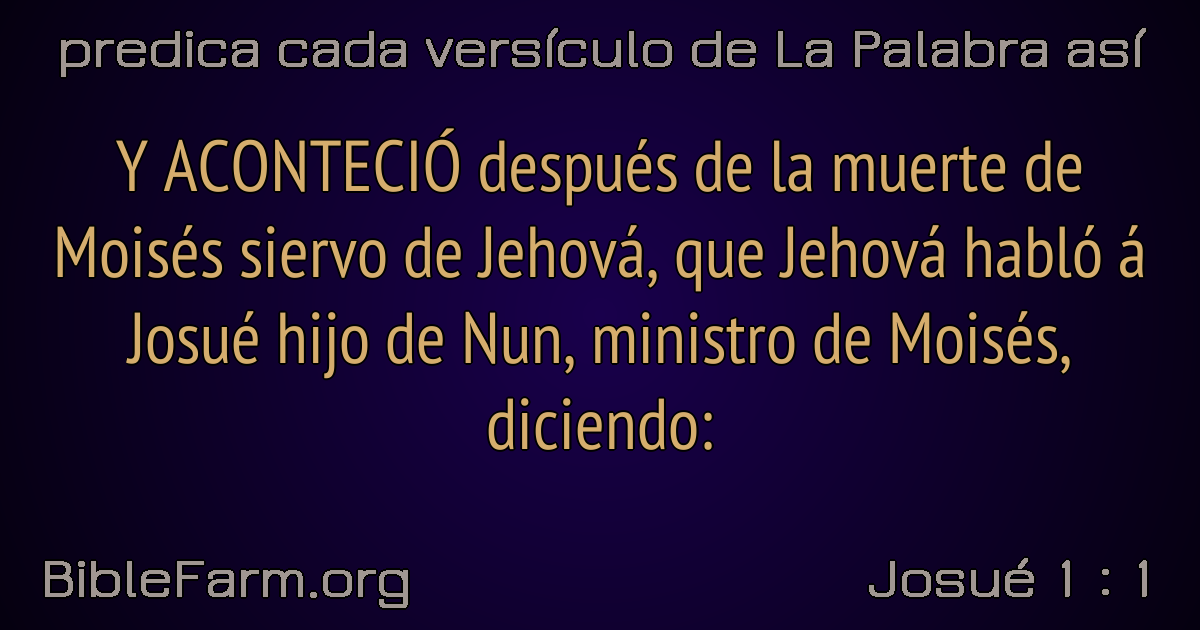 predica cada versículo de La Palabra así
Y ACONTECIÓ después de la muerte de
Moisés siervo de Jehová, que Jehová habló á
Josué hijo de Nun, ministro de Moisés,
diciendo:
BibleFarm.org
Josué 1 : 1